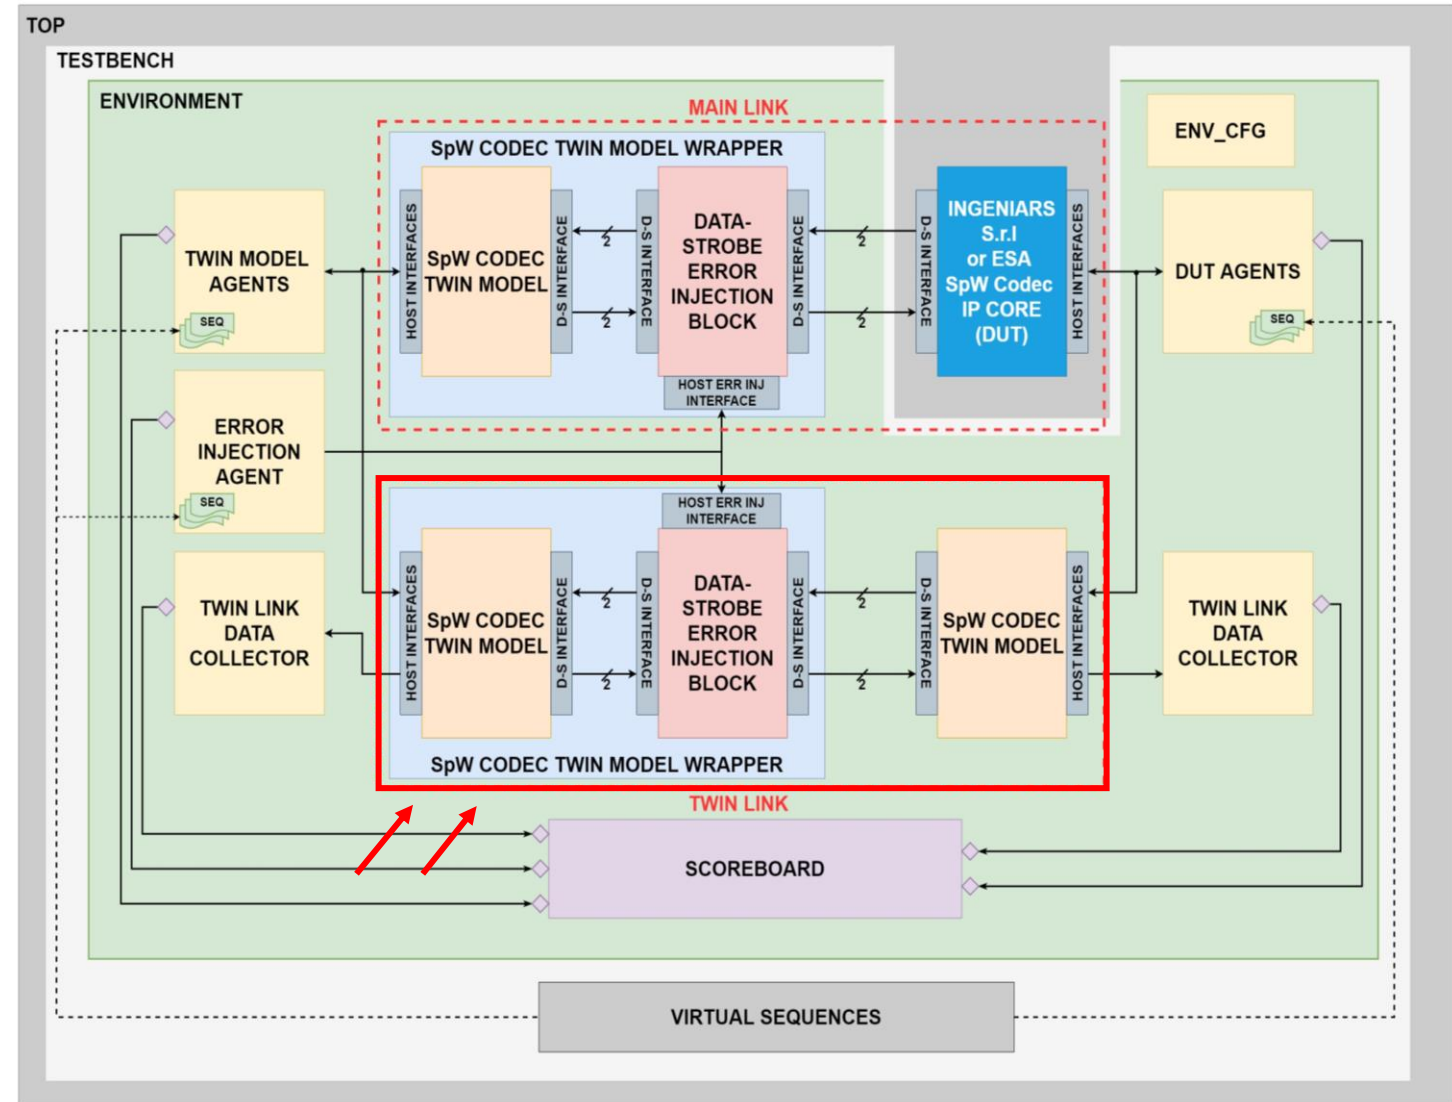 TOP
TESTBENCH
ENVIRONMENT
MAIN LINK
ENV_CFG
SpW CODEC TWIN MODEL WRAPPER
TWIN MODEL
AGENTS
SEQ
HOST INTERFACES
SpW CODEC
TWIN MODEL
D-S INTERFACE
2
2
D-S INTERFACE
DATA-
STROBE
ERROR
INJECTION
BLOCK
D-S INTERFACE
HOST ERR INJ
INTERFACE
2
2
D-S INTERFACE
INGENIARS
S.r.l
or ESA
SpW Codec
IP CORE
(DUT)
HOST INTERFACES
DUT AGENTS
SEQ
ERROR
INJECTION
AGENT
SEQ
HOST ERR INJ
INTERFACE
TWIN LINK
DATA
COLLECTOR
HOST INTERFACES
SpW CODEC
TWIN MODEL
D-S INTERFACE
2
2
D-S INTERFACE
DATA-
STROBE
ERROR
INJECTION
BLOCK
D-S INTERFACE
2
2
D-S INTERFACE
SpW CODEC
TWIN MODEL
HOST INTERFACES
TWIN LINK
DATA
COLLECTOR
SpW CODEC TWIN MODEL WRAPPER
TWIN LINK
SCOREBOARD
VIRTUAL SEQUENCES